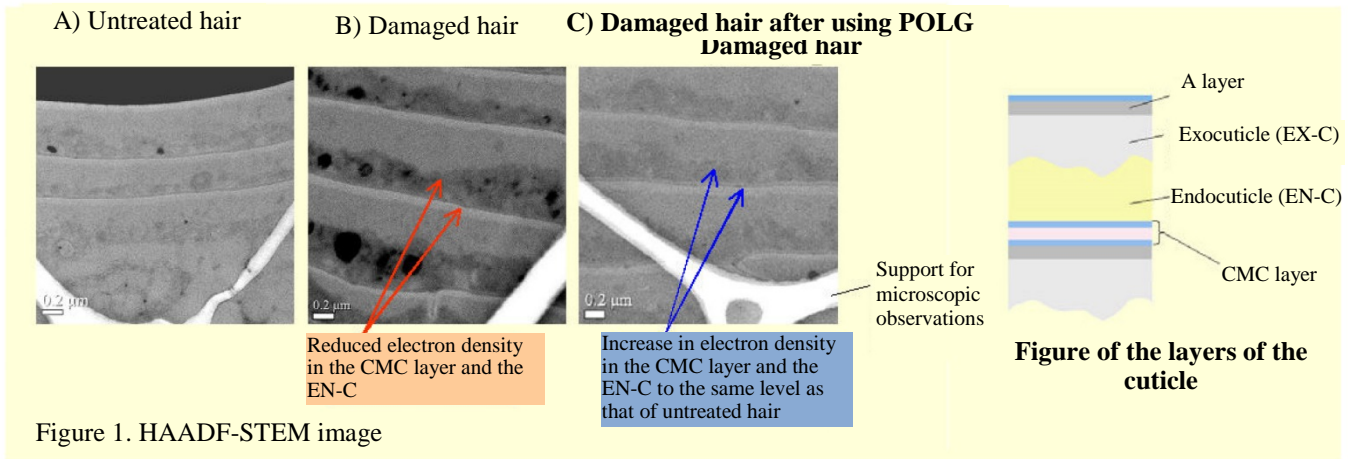 A) Untreated hair
B) Damaged hair
C) Damaged hair after using POLG
Damaged hair
0.2 μm
0.2 μm
0.2 μm
Reduced electron density
in the CMC layer and the
EN-C
Increase in electron density
in the CMC layer and the
EN-C to the same level as
that of untreated hair
Support for
microscopic
observations
A layer
Exocuticle (EX-C)
Endocuticle (EN-C)
CMC layer
Figure of the layers of the
cuticle
Figure 1. HAADF-STEM image